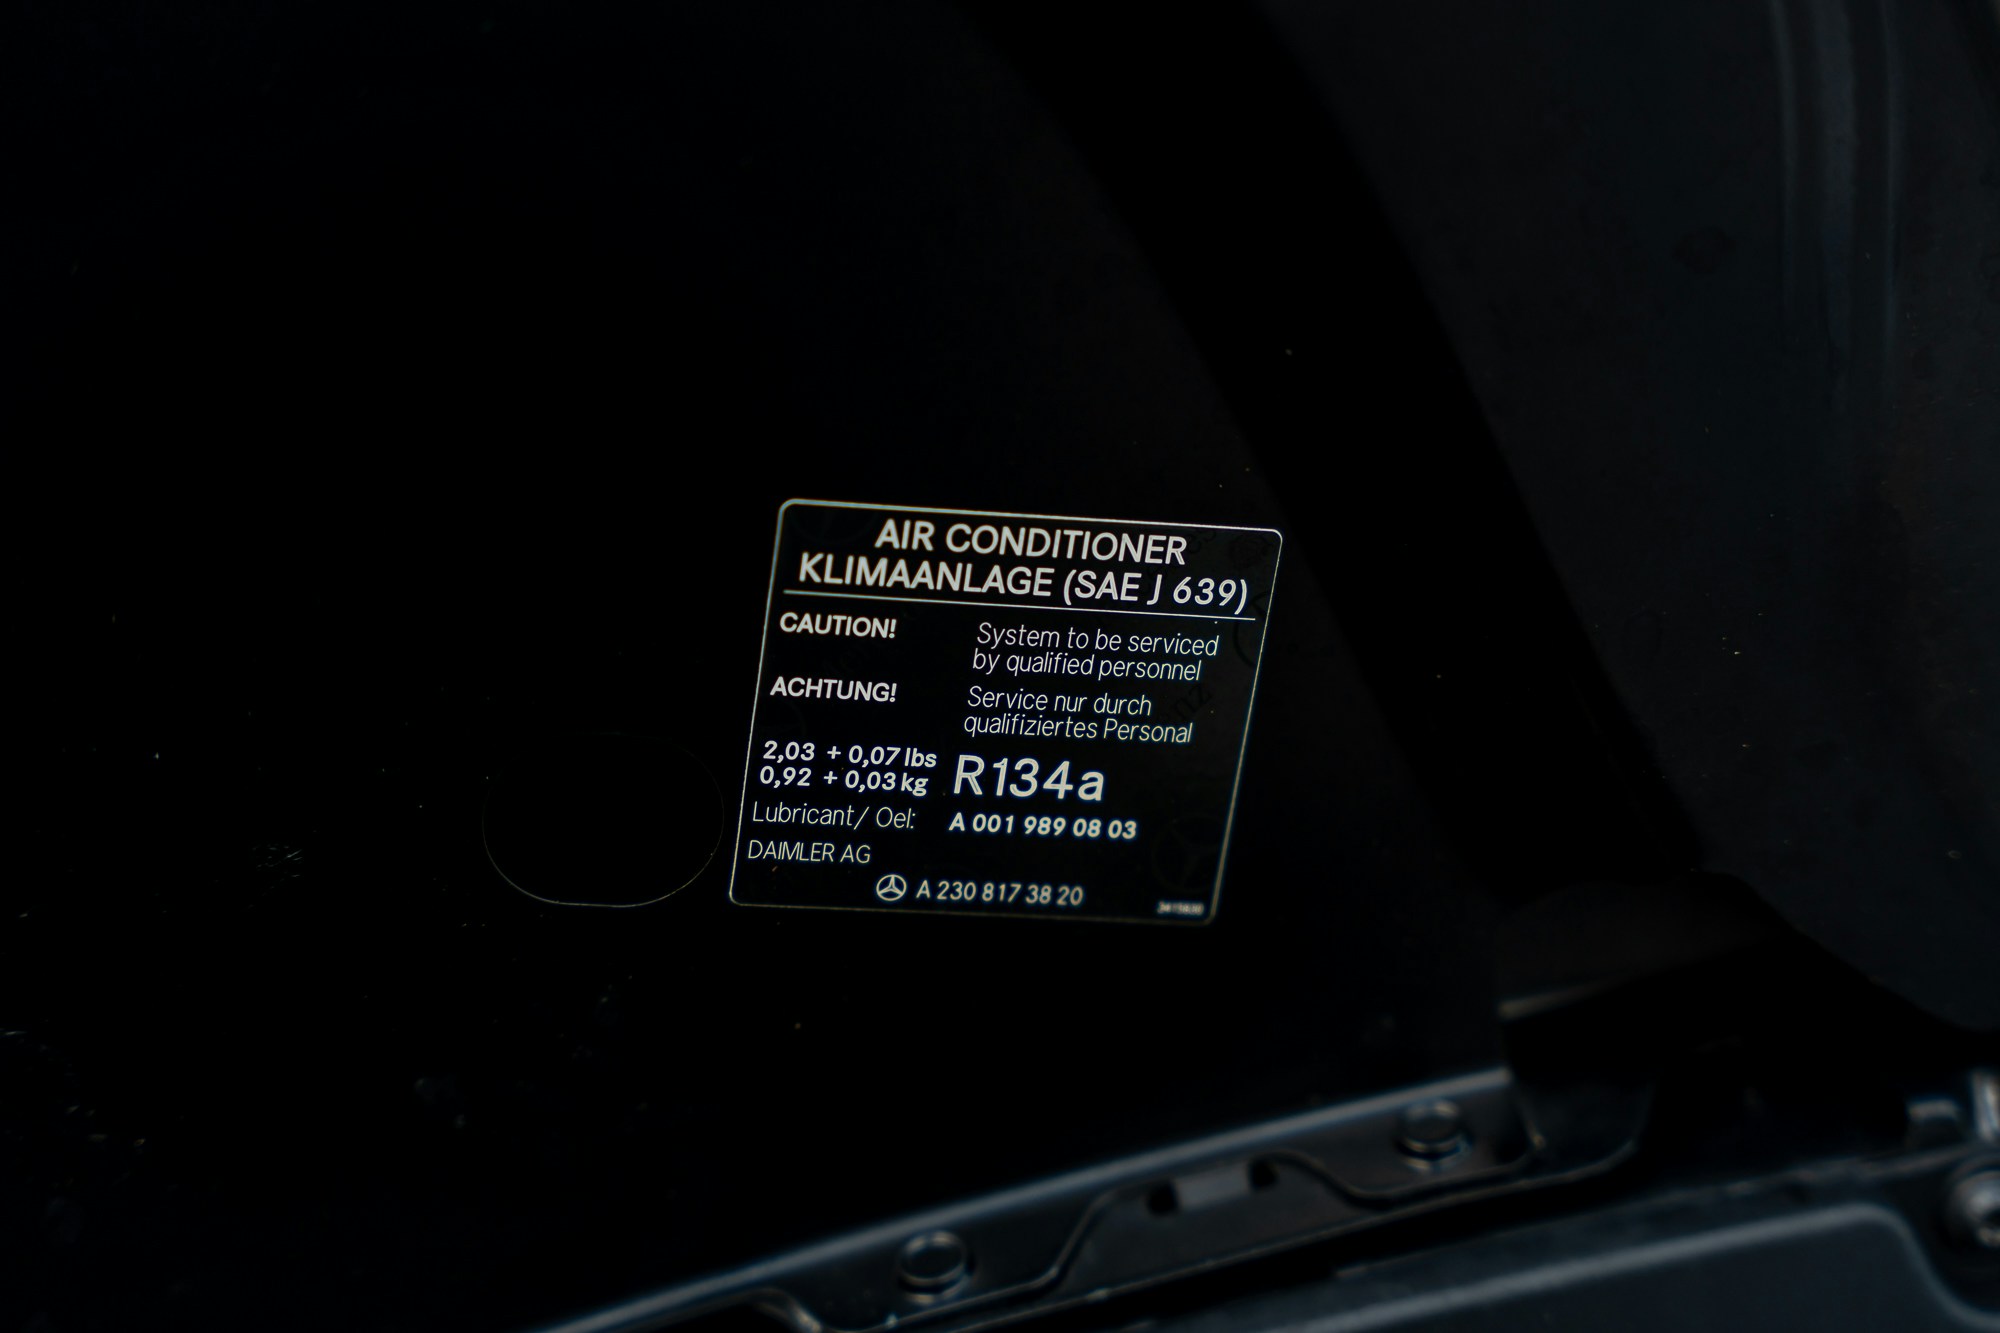 AIR CONDITIONER
KLIMAANLAGE (SAE J 639)
CAUTION! System to be serviced
by qualified personnel
ACHTUNG! Service nur durch
qualifiziertes Personal
2,03 + 0,07 lbs
0,92 + 0,03 kg R134a
Lubricant/ Oel: A 001 989 08 03
DAIMLER AG
A 230 817 38 20